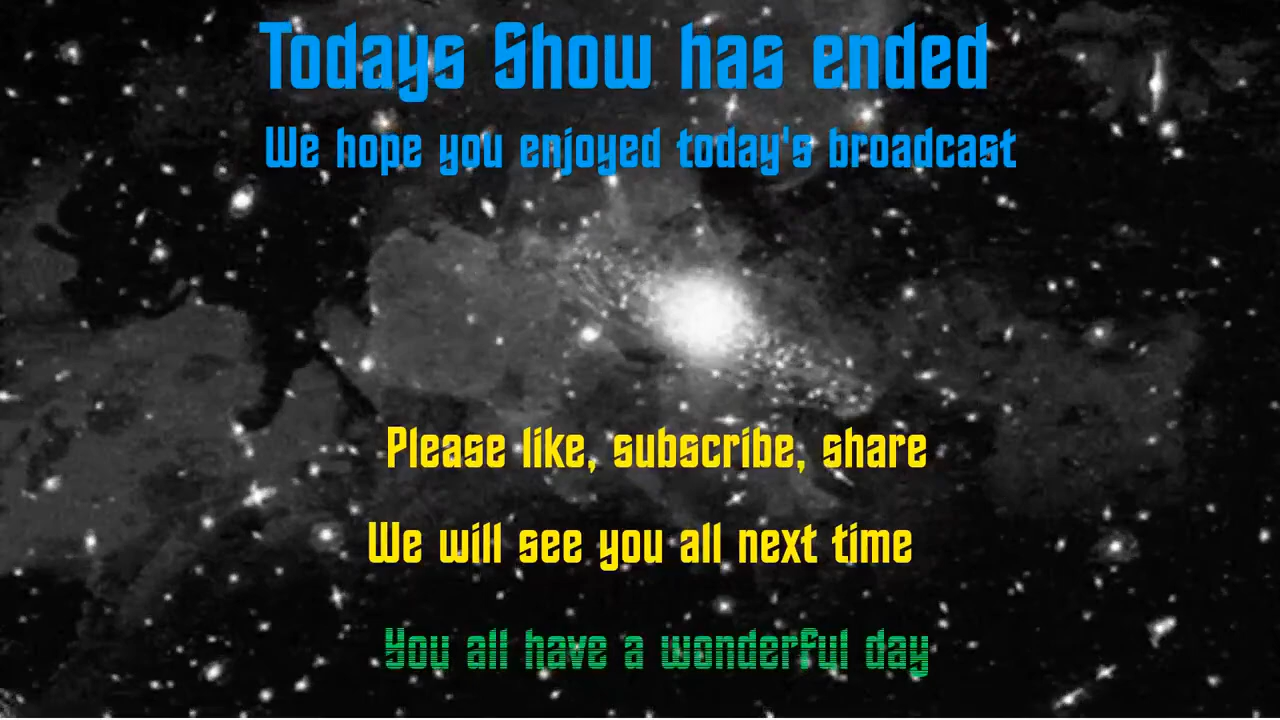 Todays Show has ended
We hope you enjoyed today's broadcast
Please like, subscribe, share
We will see you all next time
You all have a wonderful day